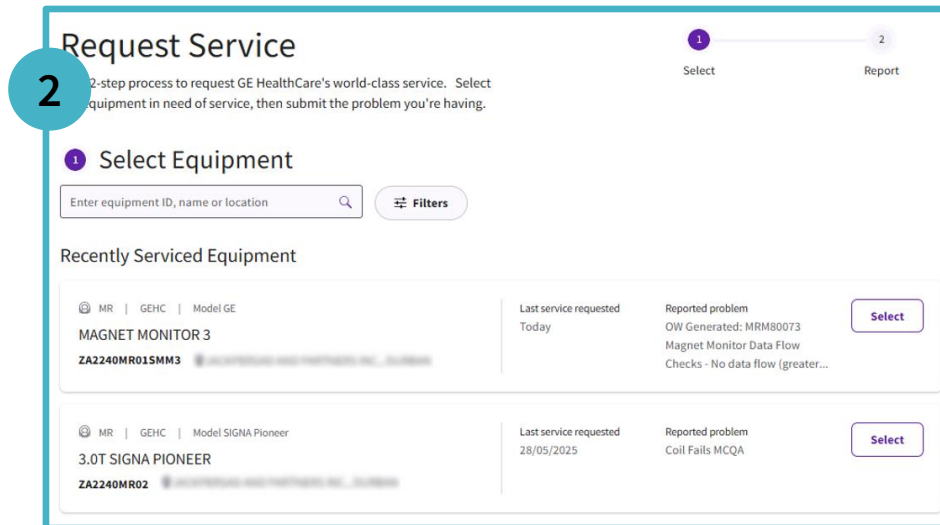 Request Service
1
2
Select
Report
2
2-step process to request GE HealthCare's world-class service. Select
equipment in need of service, then submit the problem you're having.
1 Select Equipment
Enter equipment ID, name or location
Filters
Recently Serviced Equipment
MR | GEHC | Model GE
MAGNET MONITOR 3
ZA2240MR01SMM3
Last service requested
Today
Reported problem
OW Generated: MRM80073
Magnet Monitor Data Flow
Checks - No data flow (greater...
Select
MR | GEHC | Model SIGNA Pioneer
3.0T SIGNA PIONEER
ZA2240MR02
Last service requested
28/05/2025
Reported problem
Coil Fails MCQA
Select